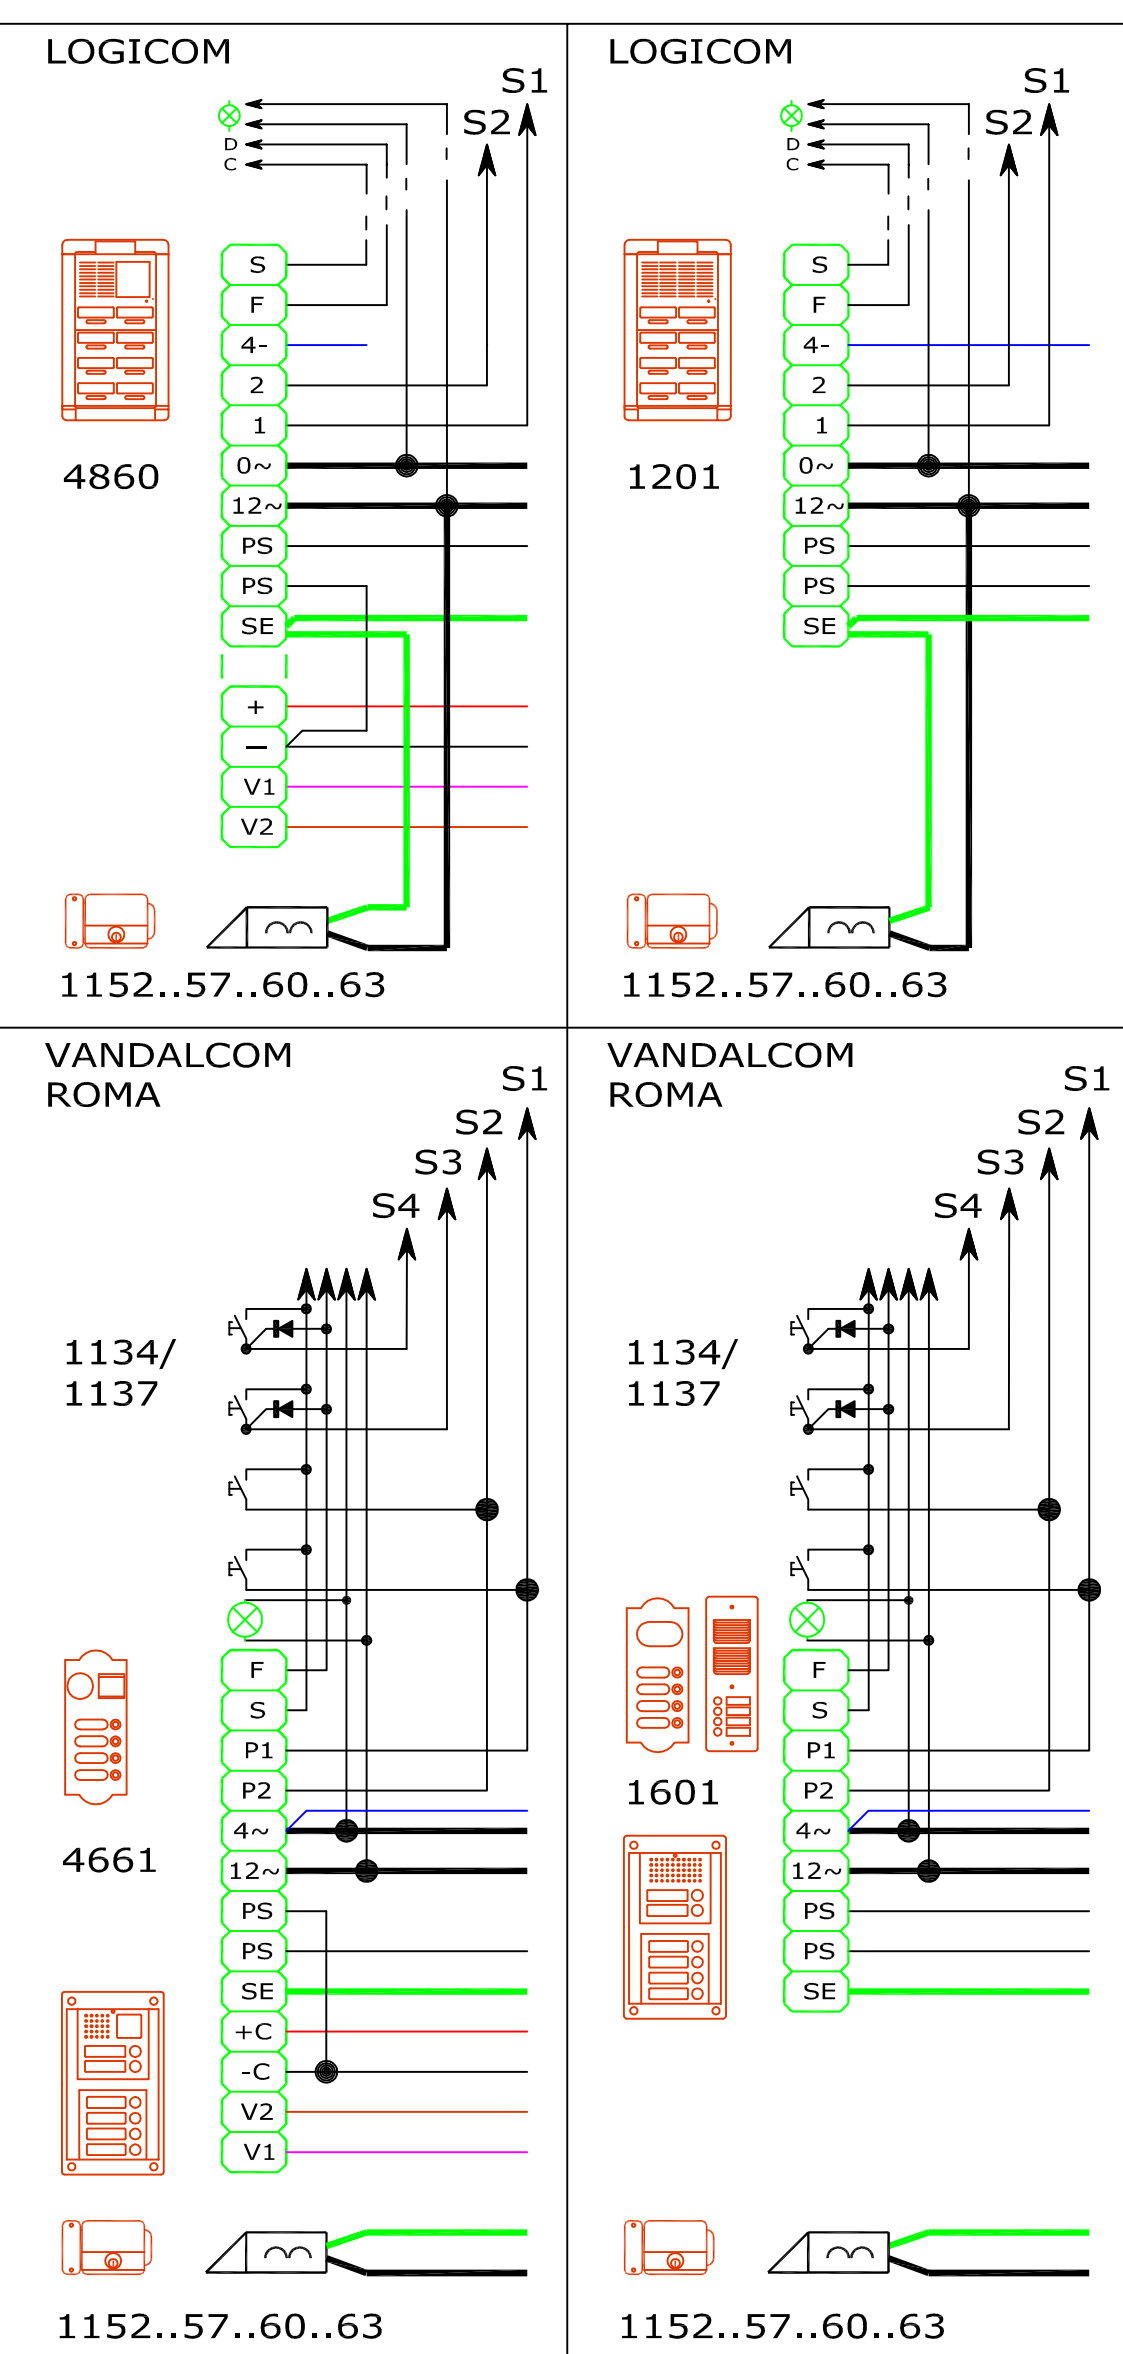 LOGICOM
S1
S2
D
C
S
F
4-
2
1
0~
12~
PS
PS
SE
+
—
V1
V2
4860
1152..57..60..63
LOGICOM
S1
S2
D
C
S
F
4-
2
1
0~
12~
PS
PS
SE
1201
1152..57..60..63
VANDALCOM
ROMA
S1
S2
S3
S4
1134/
1137
F
S
P1
P2
4~
12~
PS
PS
SE
+C
-C
V2
V1
4661
1152..57..60..63
VANDALCOM
ROMA
S1
S2
S3
S4
1134/
1137
F
S
P1
P2
4~
12~
PS
PS
SE
1601
1152..57..60..63